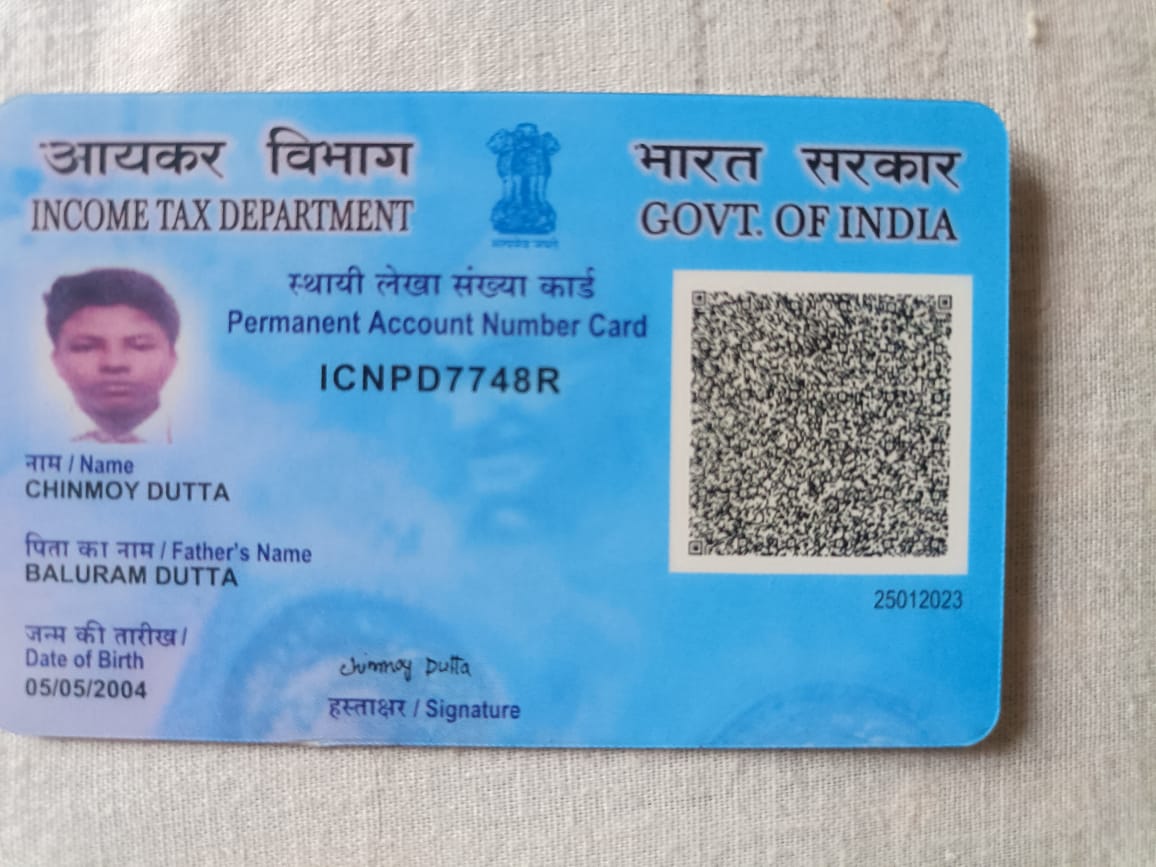 आयकर विभाग
INCOME TAX DEPARTMENT
भारत सरकार
GOVT. OF INDIA
सत्यमेव जयते
स्थायी लेखा संख्या कार्ड
Permanent Account Number Card
ICNPD7748R
नाम / Name
CHINMOY DUTTA
पिता का नाम / Father's Name
BALURAM DUTTA
जन्म की तारीख /
Date of Birth
05/05/2004
25012023
Chinmoy Dutta
हस्ताक्षर / Signature